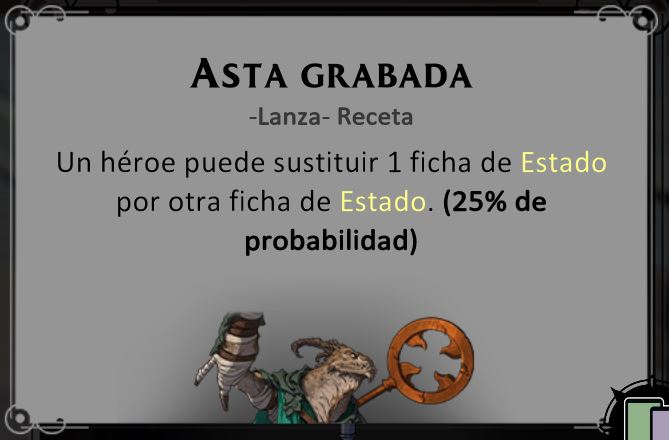 ASTA GRABADA
-Lanza- Receta
Un héroe puede sustituir 1 ficha de Estado
por otra ficha de Estado. (25% de
probabilidad)